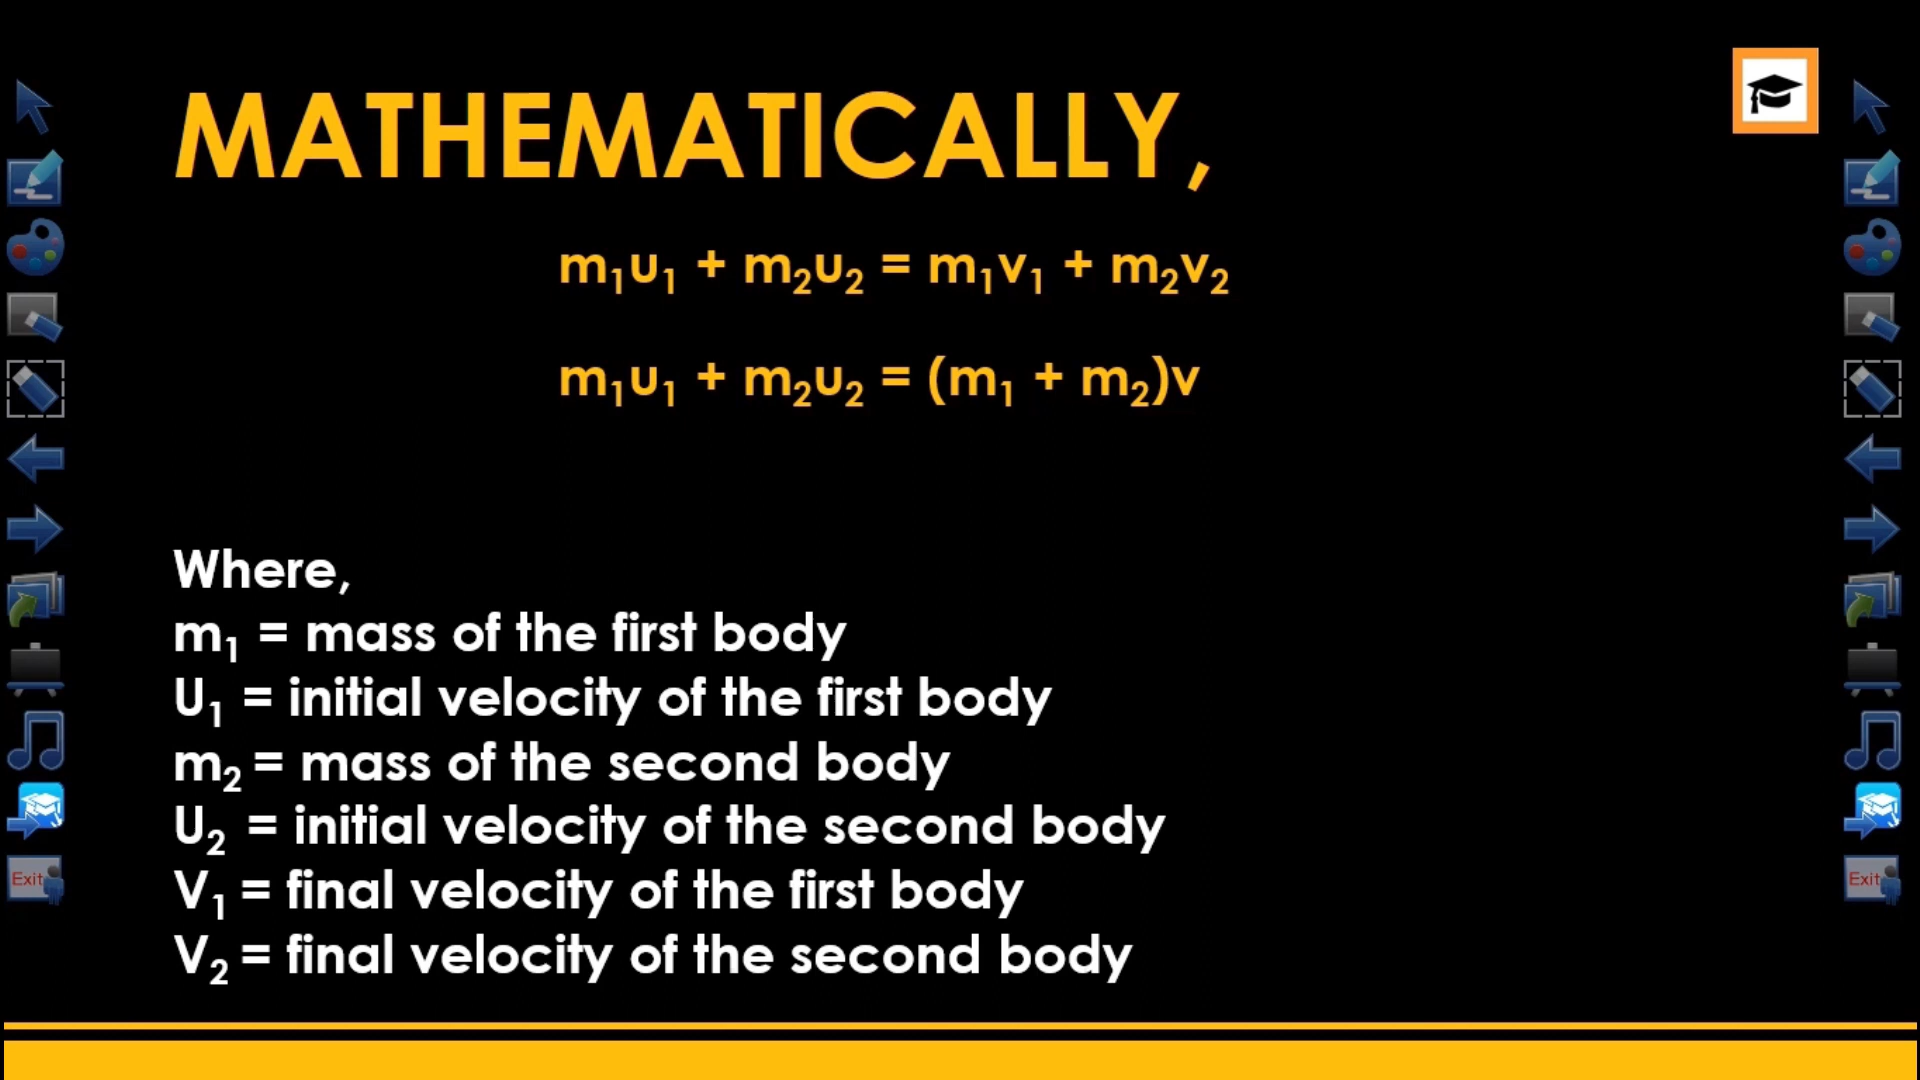 MATHEMATICALLY,
m₁u₁ + m₂u₂ = m₁v₁ + m₂v₂
m₁u₁ + m₂u₂ = (m₁ + m₂)v
Where,
m₁ = mass of the first body
U₁ = initial velocity of the first body
m₂ = mass of the second body
U₂ = initial velocity of the second body
V₁ = final velocity of the first body
V₂ = final velocity of the second body
Exit
Exit